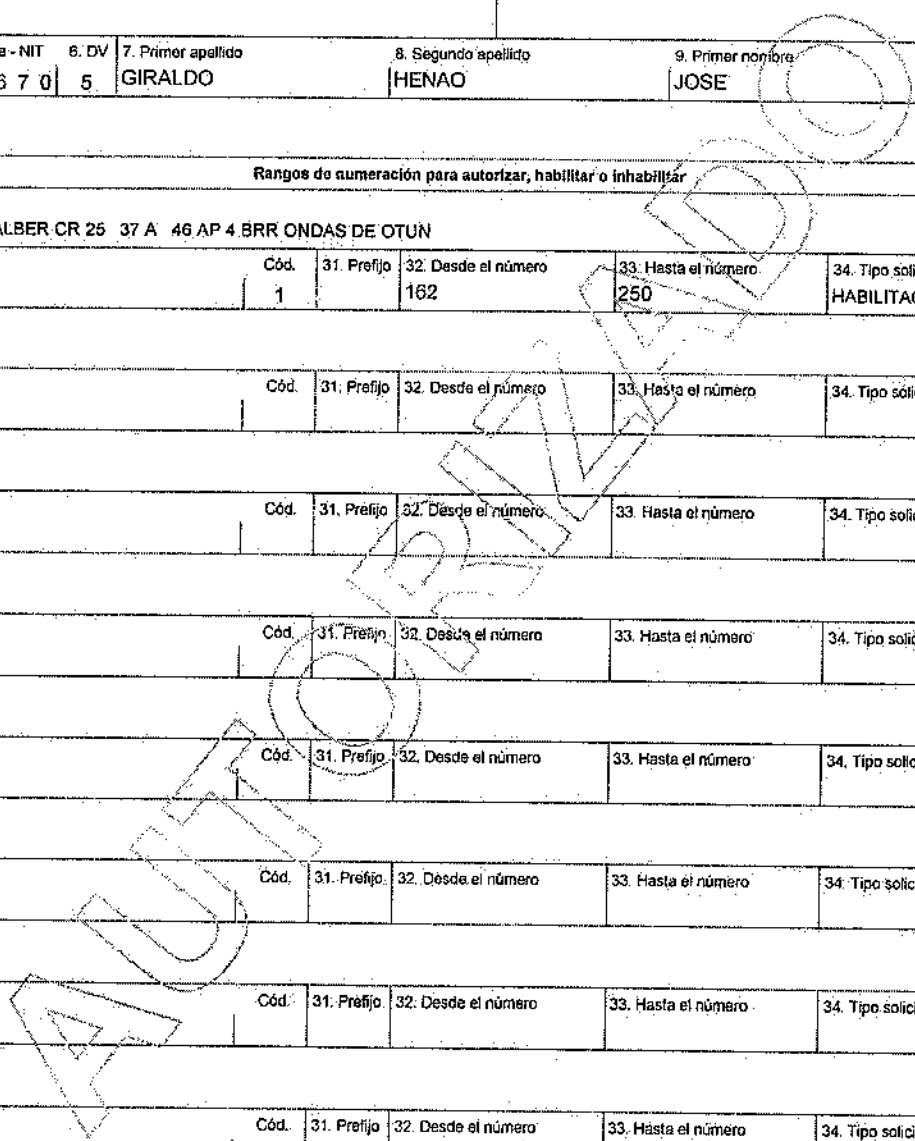 a - NIT 6. DV 7. Primer apellido 8. Segundo apellido 9. Primer nombre
6 7 0 5 GIRALDO HENAO JOSE
Rangos de numeración para autorizar, habilitar o inhabilitar
ALBER CR 25 37 A 46 AP 4 BRR ONDAS DE OTUN
Cód. 31. Prefijo 32. Desde el número 33. Hasta el número 34. Tipo soli
1 162 250 HABILITAC
Cód. 31. Prefijo 32. Desde el número 33. Hasta el número 34. Tipo soli
Cód. 31. Prefijo 32. Desde el número 33. Hasta el número 34. Tipo solic
Cód. 31. Prefijo 32. Desde el número 33. Hasta el número 34. Tipo solic
Cód. 31. Prefijo 32. Desde el número 33. Hasta el número 34. Tipo solic
Cód. 31. Prefijo 32. Desde el número 33. Hasta el número 34. Tipo solic
Cód. 31. Prefijo 32. Desde el número 33. Hasta el número 34. Tipo solici
Cód. 31. Prefijo 32. Desde el número 33. Hasta el número 34. Tipo solici
AUTORIZADO